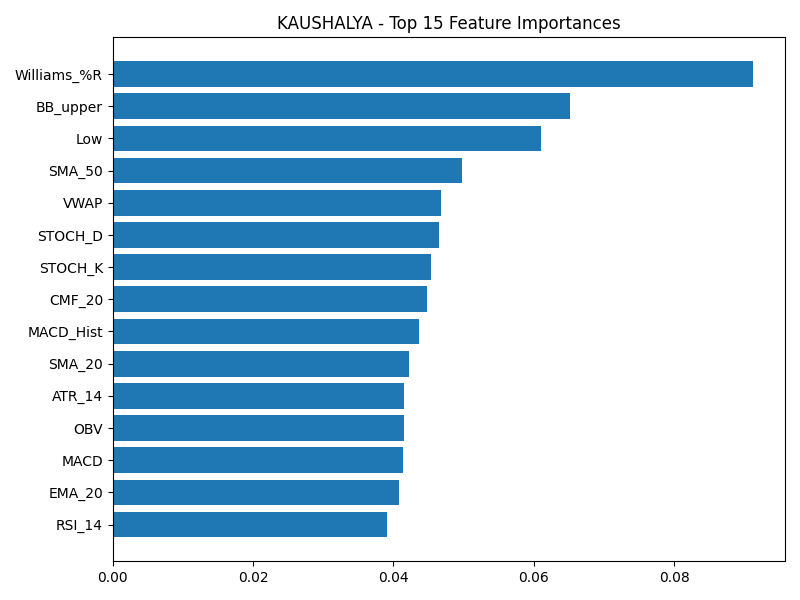 KAUSHALYA - Top 15 Feature Importances
Williams_%R
BB_upper
Low
SMA_50
VWAP
STOCH_D
STOCH_K
CMF_20
MACD_Hist
SMA_20
ATR_14
OBV
MACD
EMA_20
RSI_14
0.00 0.02 0.04 0.06 0.08